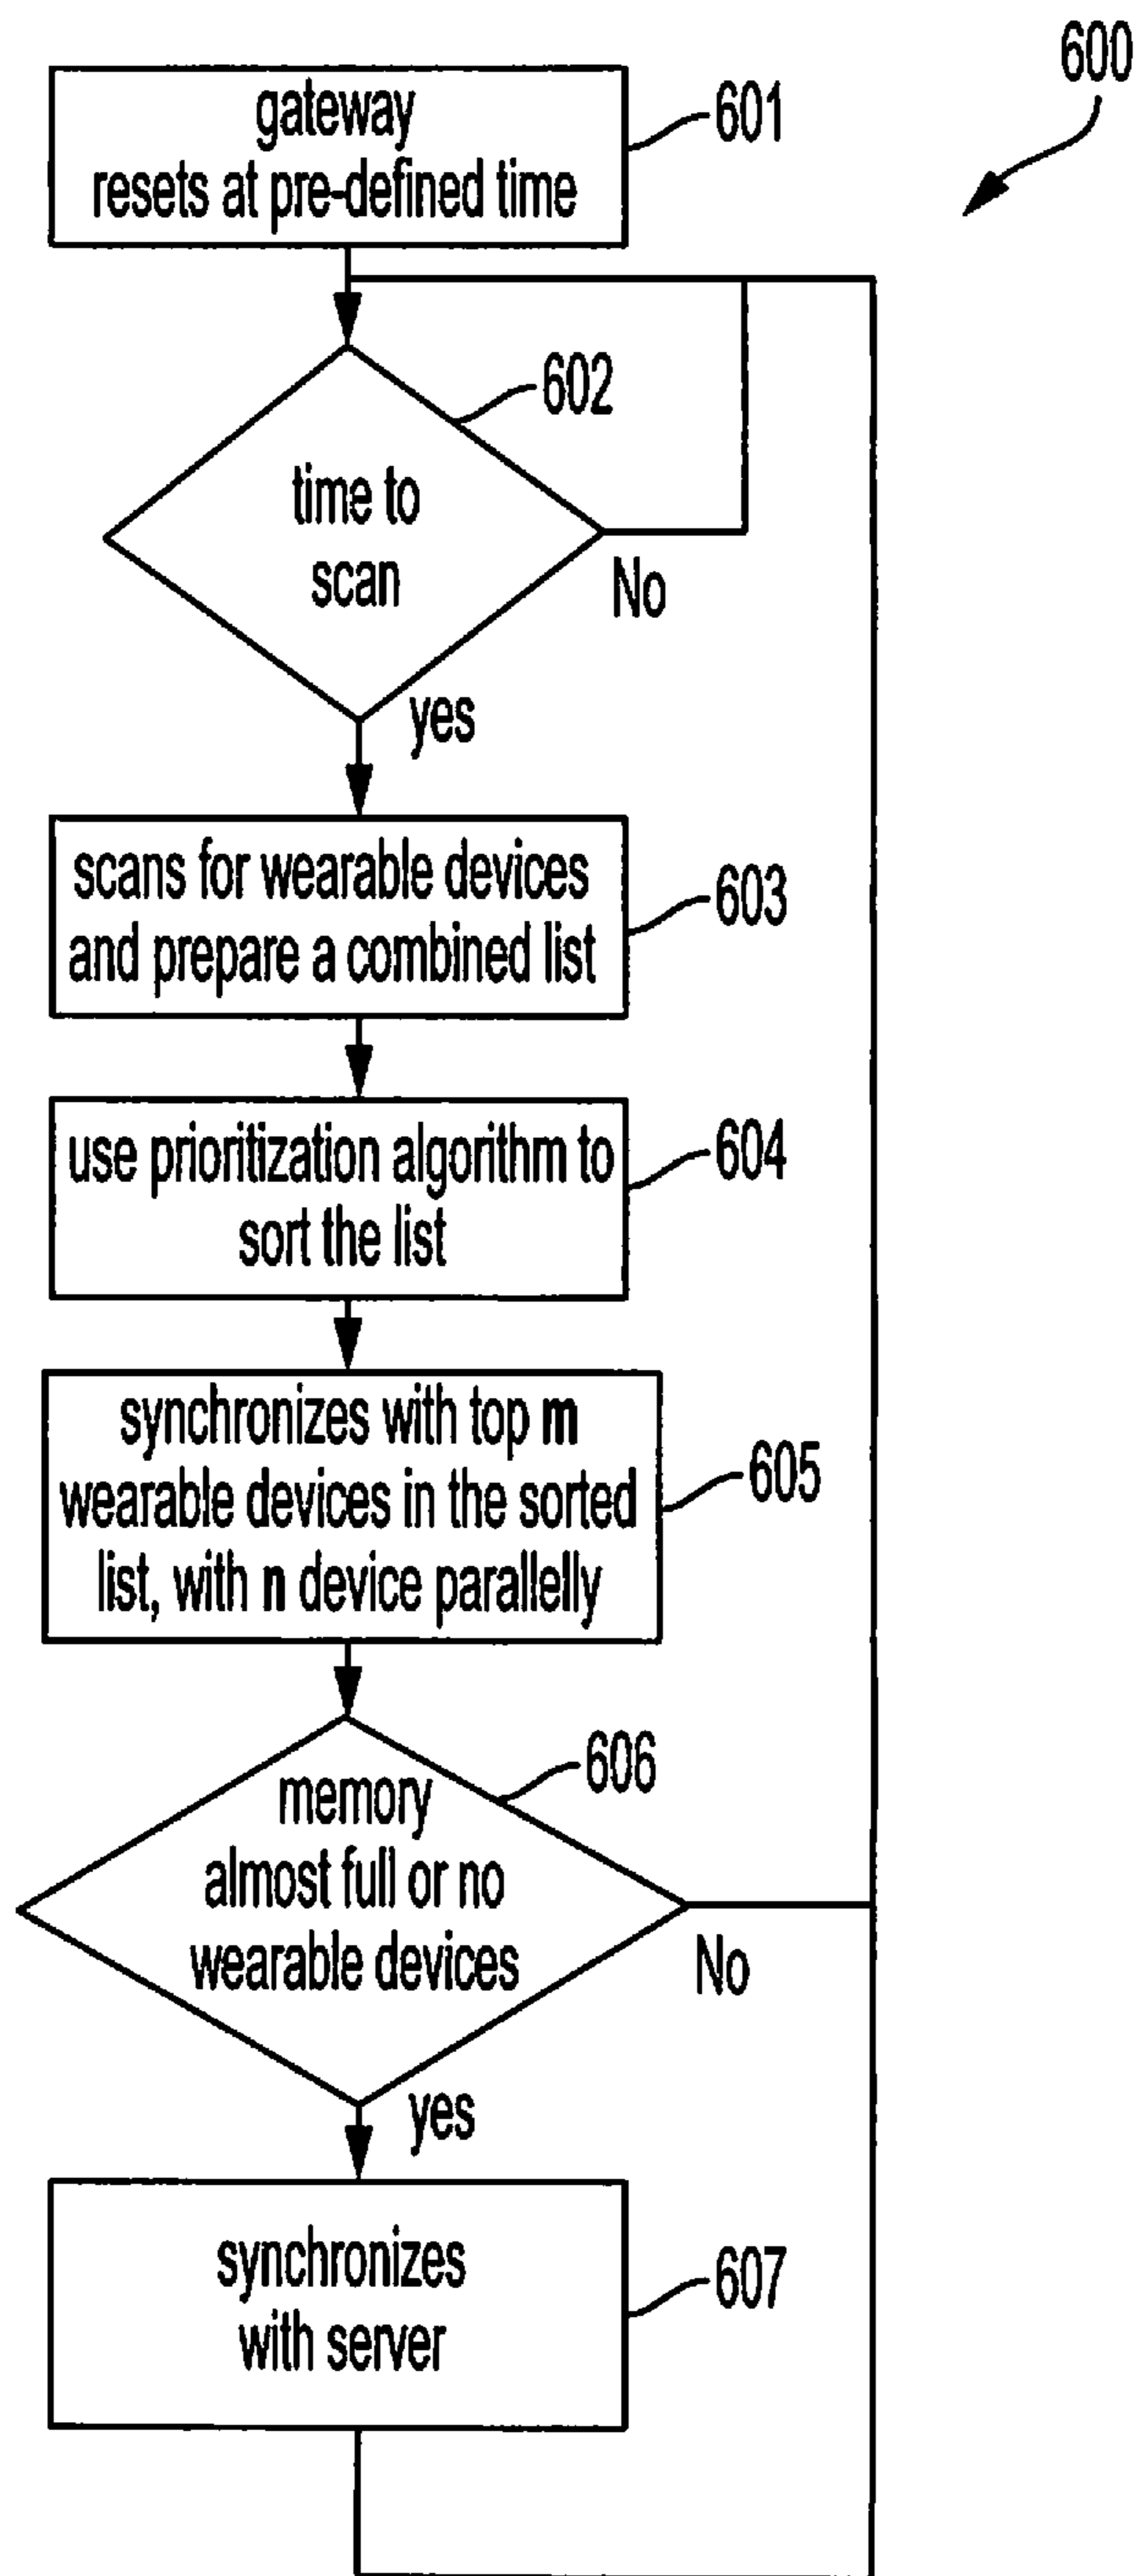 600
gateway
resets at pre-defined time
601
602
time to
scan
No
yes
scans for wearable devices
and prepare a combined list
603
use prioritization algorithm to
sort the list
604
synchronizes with top m
wearable devices in the sorted
list, with n device parallelly
605
606
memory
almost full or no
wearable devices
No
yes
synchronizes
with server
607